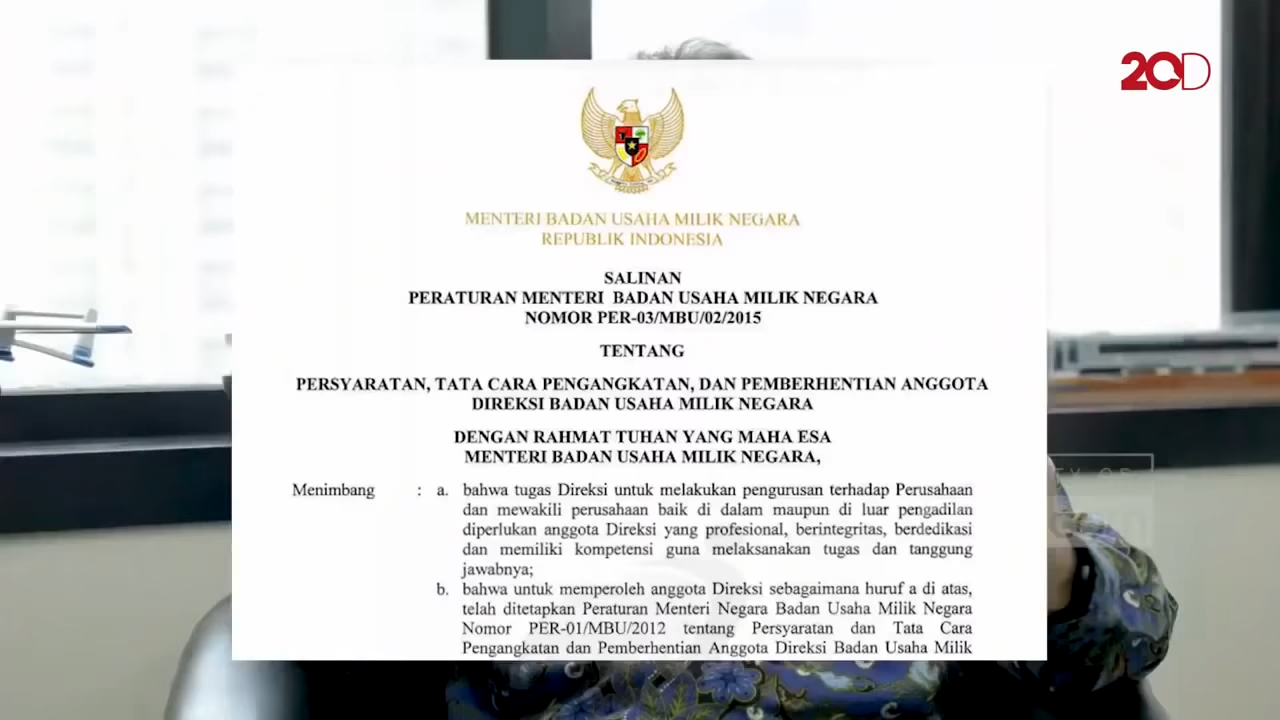 20D
MENTERI BADAN USAHA MILIK NEGARA
REPUBLIK INDONESIA
SALINAN
PERATURAN MENTERI BADAN USAHA MILIK NEGARA
NOMOR PER-03/MBU/02/2015
TENTANG
PERSYARATAN, TATA CARA PENGANGKATAN, DAN PEMBERHENTIAN ANGGOTA
DIREKSI BADAN USAHA MILIK NEGARA
DENGAN RAHMAT TUHAN YANG MAHA ESA
MENTERI BADAN USAHA MILIK NEGARA,
Menimbang : a. bahwa tugas Direksi untuk melakukan pengurusan terhadap Perusahaan
dan mewakili perusahaan baik di dalam maupun di luar pengadilan
diperlukan anggota Direksi yang profesional, berintegritas, berdedikasi
dan memiliki kompetensi guna melaksanakan tugas dan tanggung
jawabnya;
b. bahwa untuk memperoleh anggota Direksi sebagaimana huruf a di atas,
telah ditetapkan Peraturan Menteri Negara Badan Usaha Milik Negara
Nomor PER-01/MBU/2012 tentang Persyaratan dan Tata Cara
Pengangkatan dan Pemberhentian Anggota Direksi Badan Usaha Milik